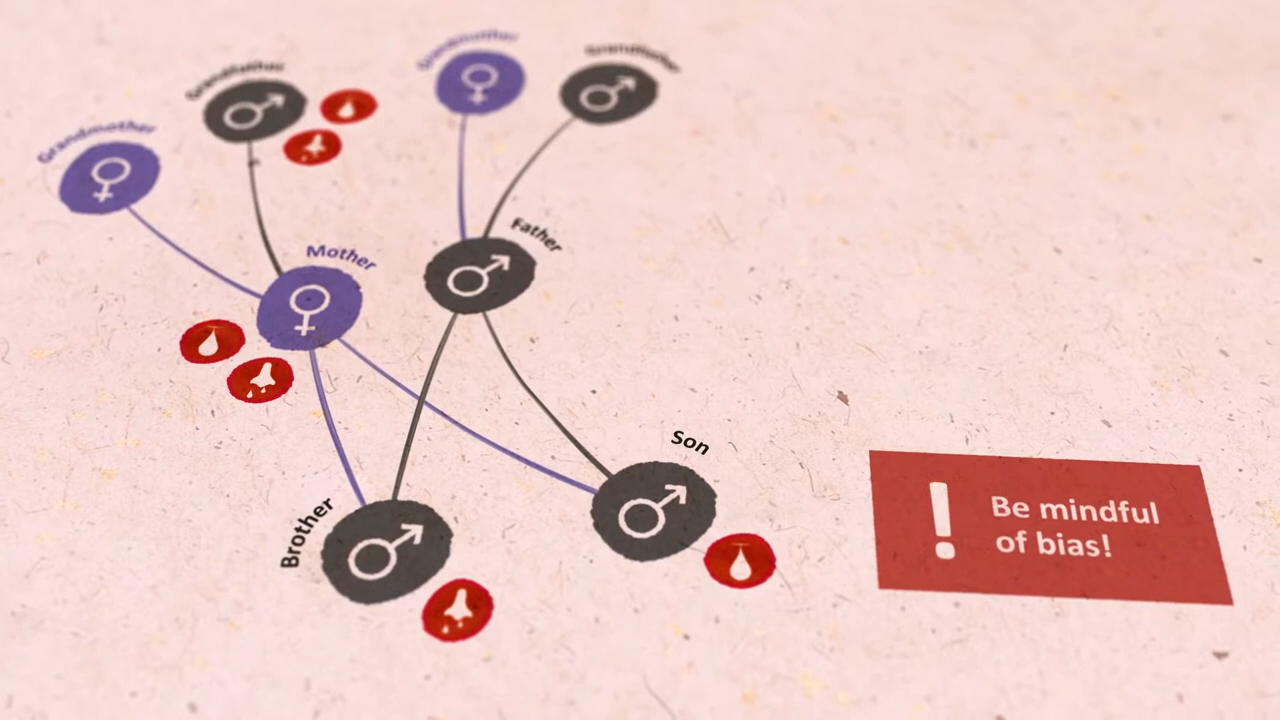 Grandmother
Grandfather
Grandmother
Grandfather
Mother
Father
Son
Brother
! Be mindful
of bias!